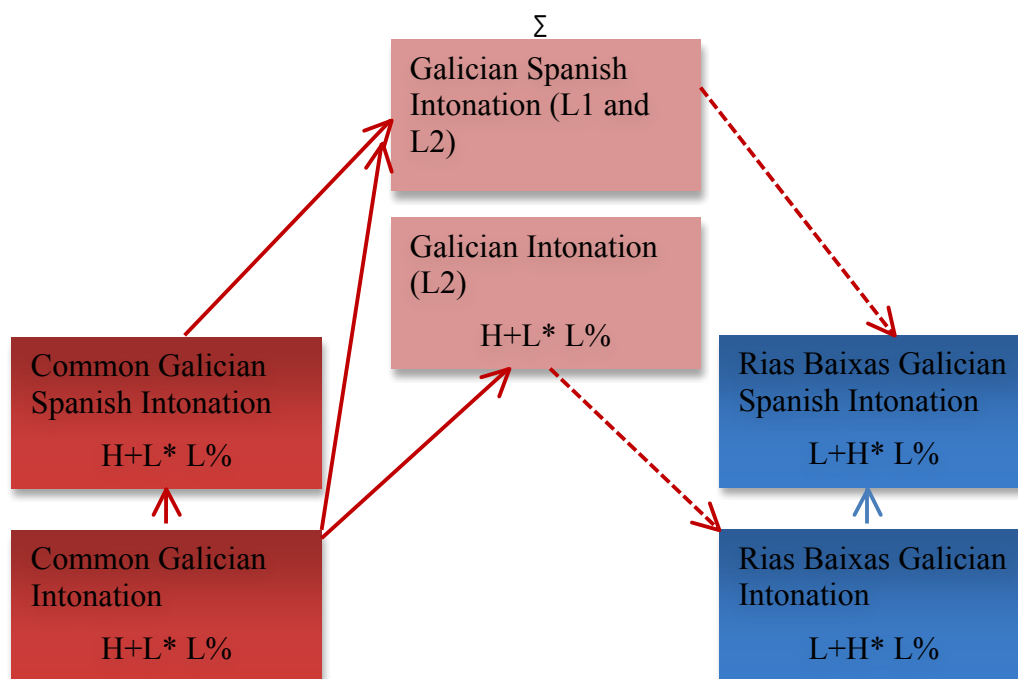 Σ
Galician Spanish
Intonation (L1 and
L2)
Galician Intonation
(L2)
H+L* L%
Common Galician
Spanish Intonation
H+L* L%
Rias Baixas Galician
Spanish Intonation
L+H* L%
Common Galician
Intonation
H+L* L%
Rias Baixas Galician
Intonation
L+H* L%